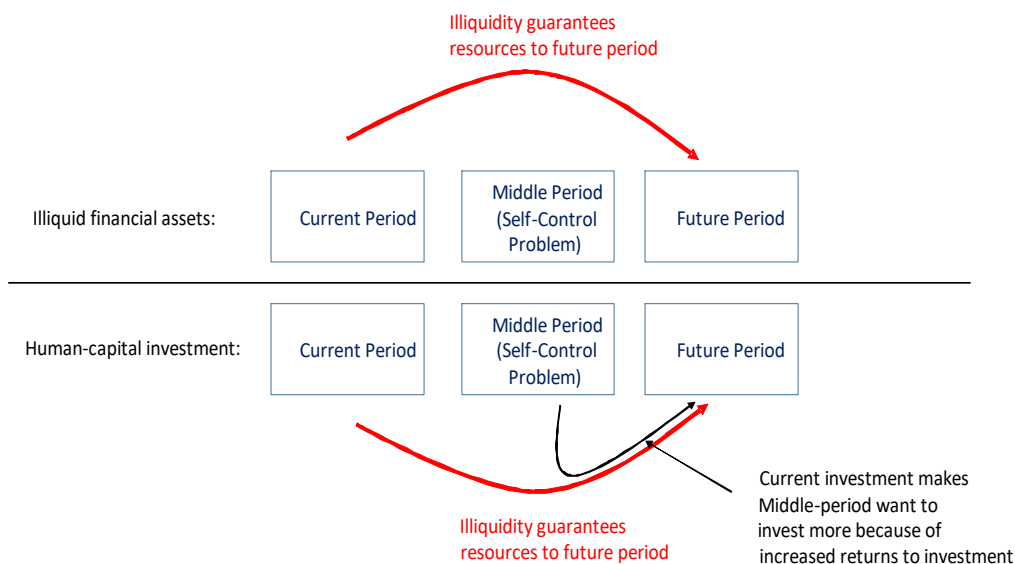 Illiquidity guarantees
resources to future period
Illiquid financial assets:
Current Period
Middle Period
(Self-Control
Problem)
Future Period
Human-capital investment:
Current Period
Middle Period
(Self-Control
Problem)
Future Period
Illiquidity guarantees
resources to future period
Current investment makes
Middle-period want to
invest more because of
increased returns to investment